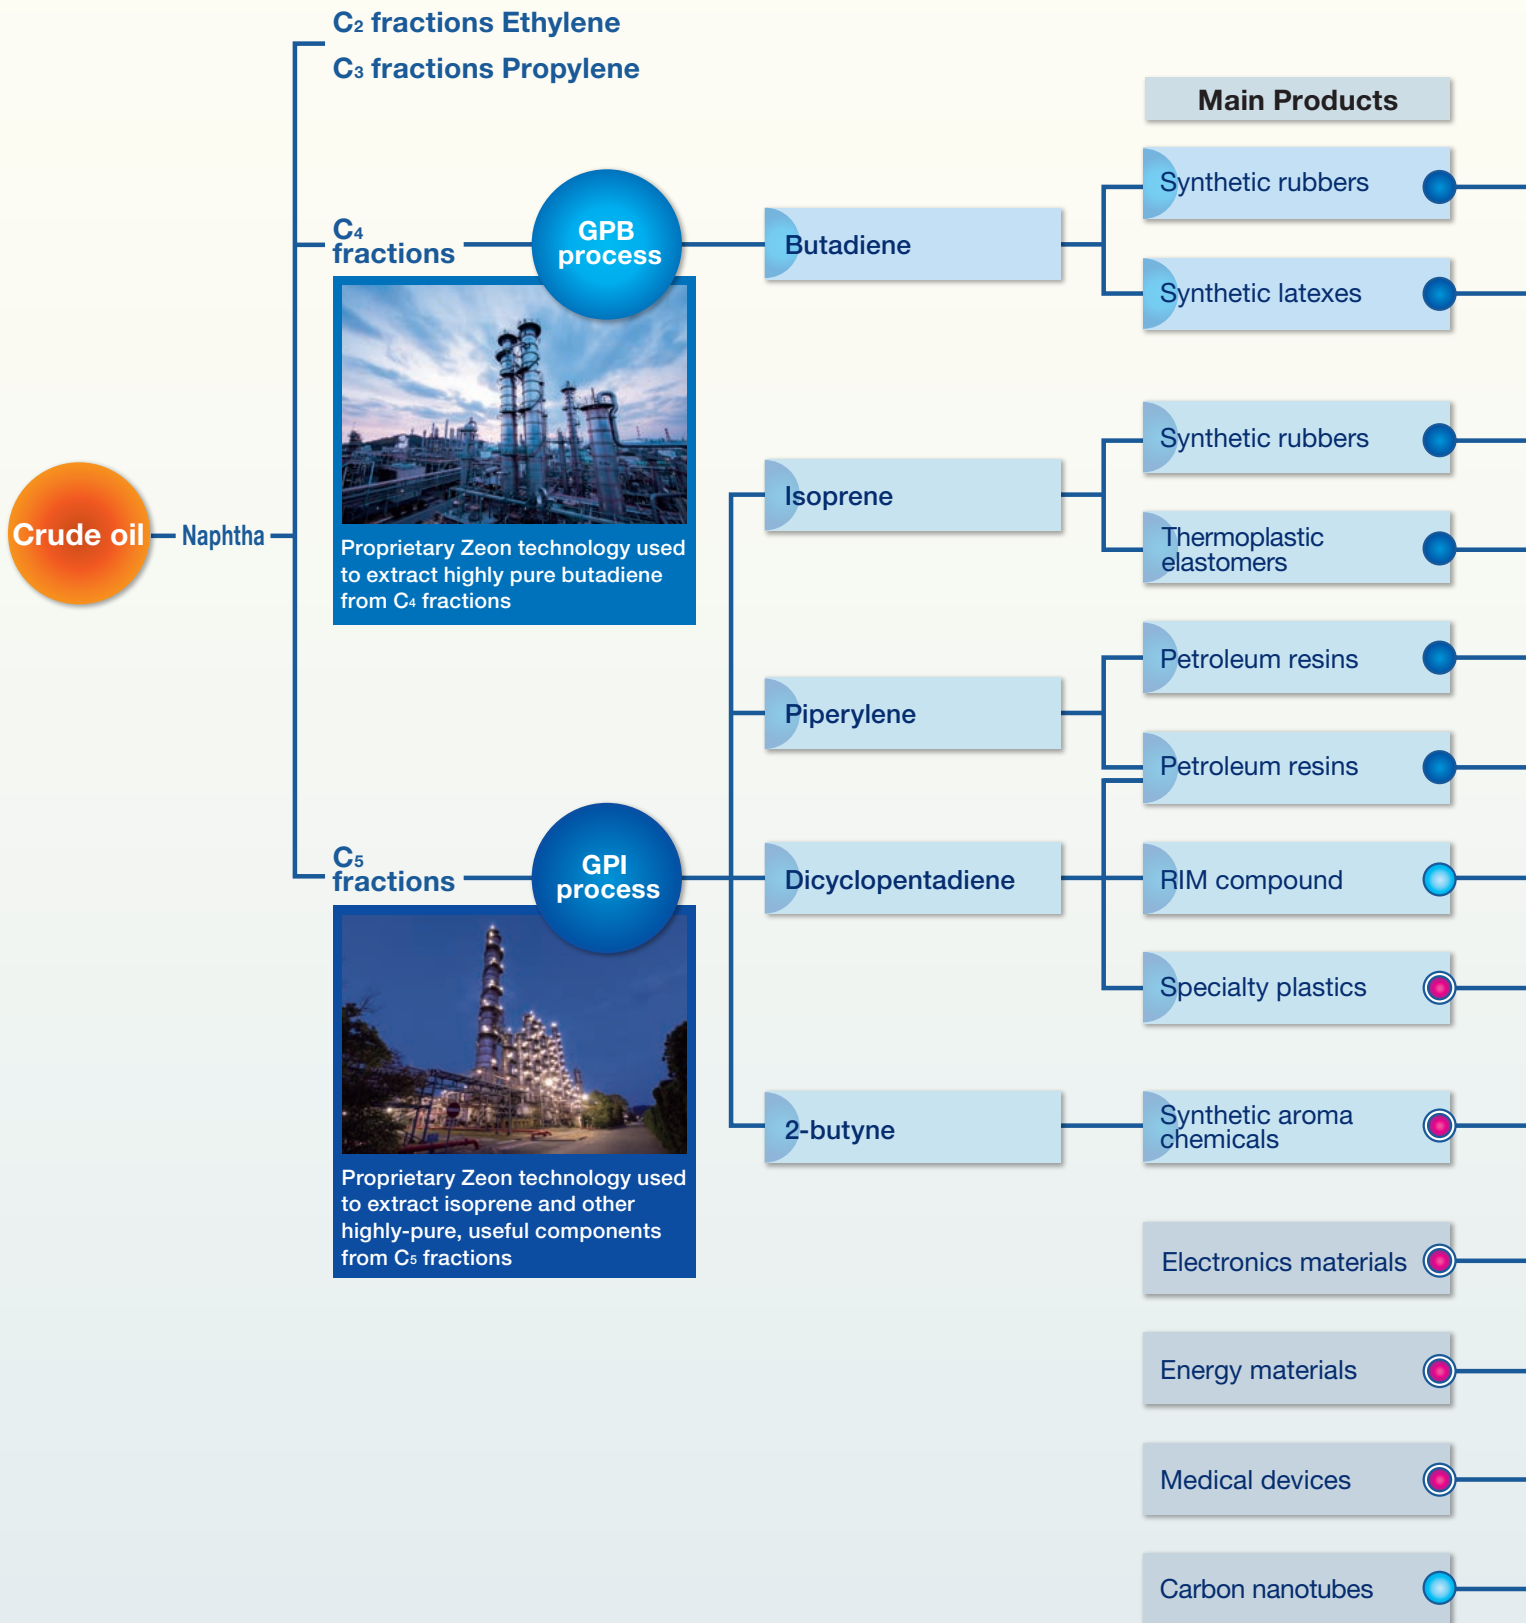 C2 fractions Ethylene
C3 fractions Propylene
Main Products
C4
fractions
GPB
process
Butadiene
Synthetic rubbers
Synthetic latexes
Proprietary Zeon technology used
to extract highly pure butadiene
from C4 fractions
Crude oil
Naphtha
Isoprene
Synthetic rubbers
Thermoplastic
elastomers
Piperylene
Petroleum resins
Petroleum resins
C5
fractions
GPI
process
Dicyclopentadiene
RIM compound
Specialty plastics
2-butyne
Synthetic aroma
chemicals
Proprietary Zeon technology used
to extract isoprene and other
highly-pure, useful components
from C5 fractions
Electronics materials
Energy materials
Medical devices
Carbon nanotubes